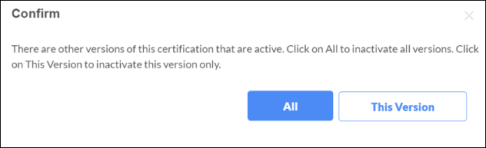 Confirm
There are other versions of this certification that are active. Click on All to inactivate all versions. Click
on This Version to inactivate this version only.
All
This Version